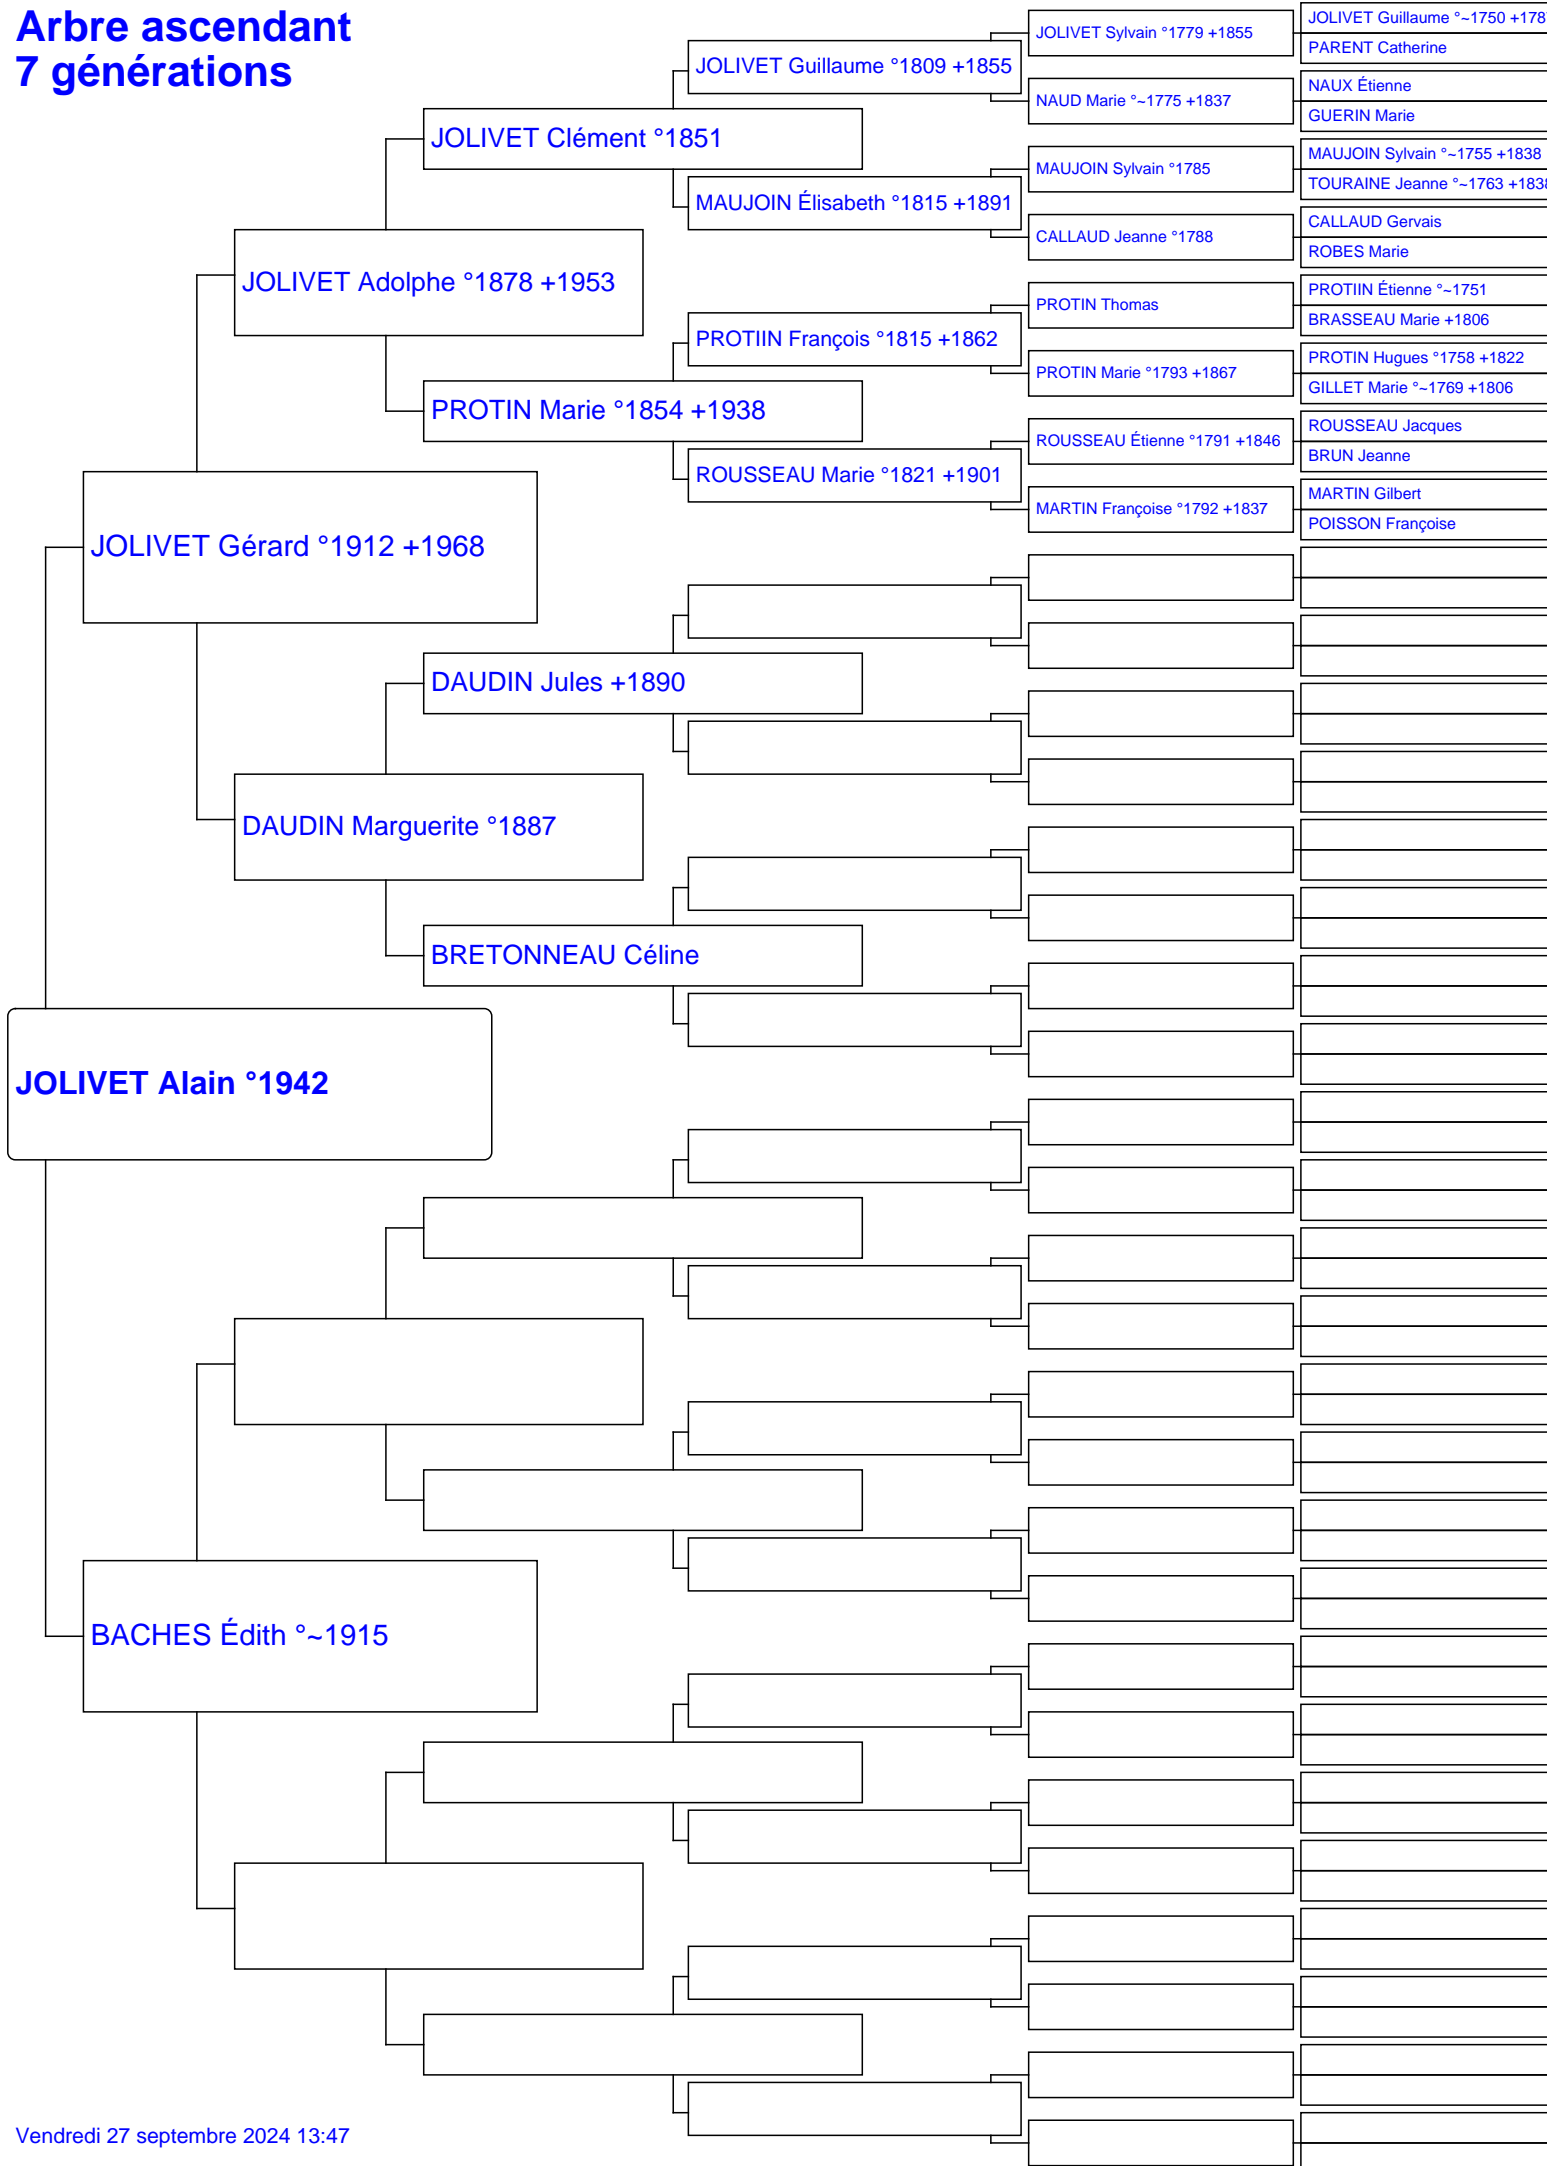 Arbre ascendant
7 générations
JOLIVET Sylvain °1779 +1855
JOLIVET Guillaume °~1750
PARENT Catherine
JOLIVET Guillaume °1809 +1855
NAUD Marie °~1775 +1837
NAUX Étienne
GUERIN Marie
JOLIVET Clément °1851
MAUJOIN Sylvain °1785
MAUJOIN Sylvain °~1755 +1838
TOURAINE Jeanne °~1763 +1838
MAUJOIN Élisabeth °1815 +1891
CALLAUD Jeanne °1788
CALLAUD Gervais
ROBES Marie
JOLIVET Adolphe °1878 +1953
PROTIN Thomas
PROTIIN Étienne °~1751
BRASSEAU Marie +1806
PROTIIN François °1815 +1862
PROTIN Marie °1793 +1867
PROTIN Hugues °1758 +1822
GILLET Marie °~1769 +1806
PROTIN Marie °1854 +1938
ROUSSEAU Étienne °1791 +1846
ROUSSEAU Jacques
BRUN Jeanne
ROUSSEAU Marie °1821 +1901
MARTIN Françoise °1792 +1837
MARTIN Gilbert
POISSON Françoise
JOLIVET Gérard °1912 +1968
DAUDIN Jules +1890
DAUDIN Marguerite °1887
BRETONNEAU Céline
JOLIVET Alain °1942
BACHES Édith °~1915
Vendredi 27 septembre 2024 13:47